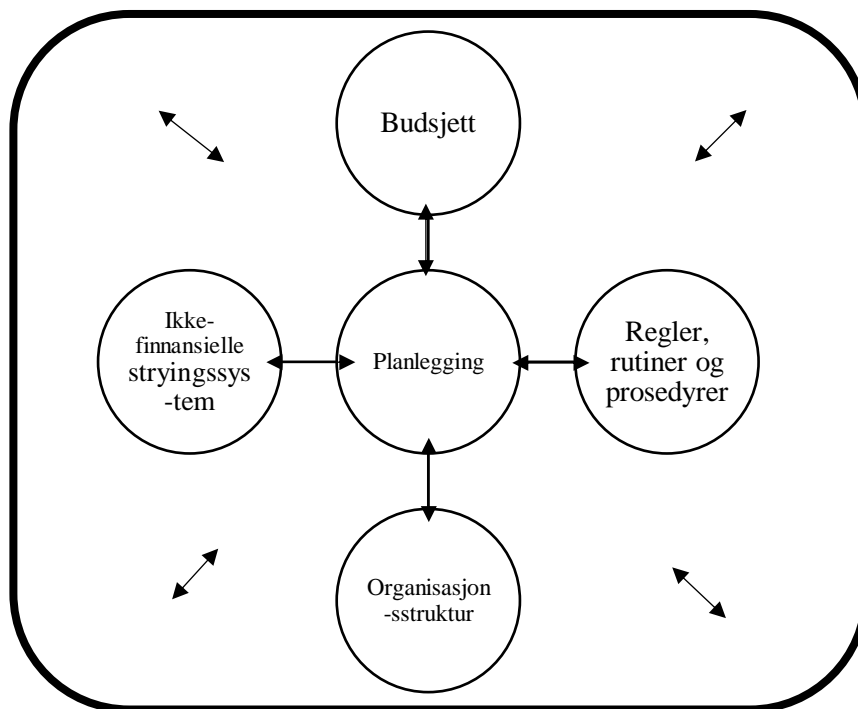 Budsjett
Ikke-
finnansielle
stryingssys
-tem
Planlegging
Regler,
rutiner og
prosedyrer
Organisasjon
-sstruktur